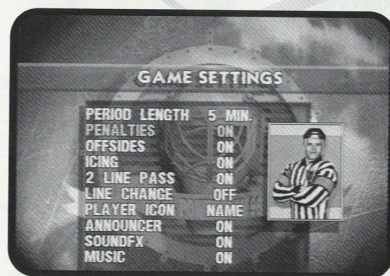 GAME SETTINGS
PERIOD LENGTH 5 MIN.
PENALTIES ON
OFFSIDES ON
ICING ON
2 LINE PASS ON
LINE CHANGE OFF
PLAYER ICON NAME
ANNOUNCER ON
SOUNDFX ON
MUSIC ON